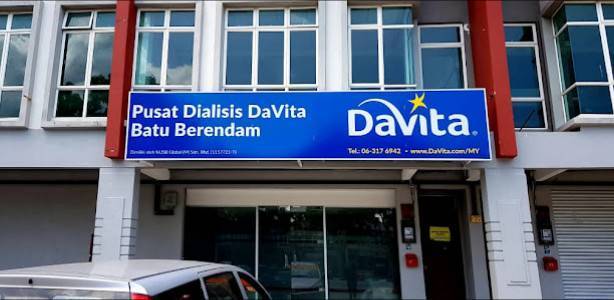 Pusat Dialisis DaVita
Batu Berendam
DaVita
Tel.: 06-317 6942 - www.DaVita.com/MY